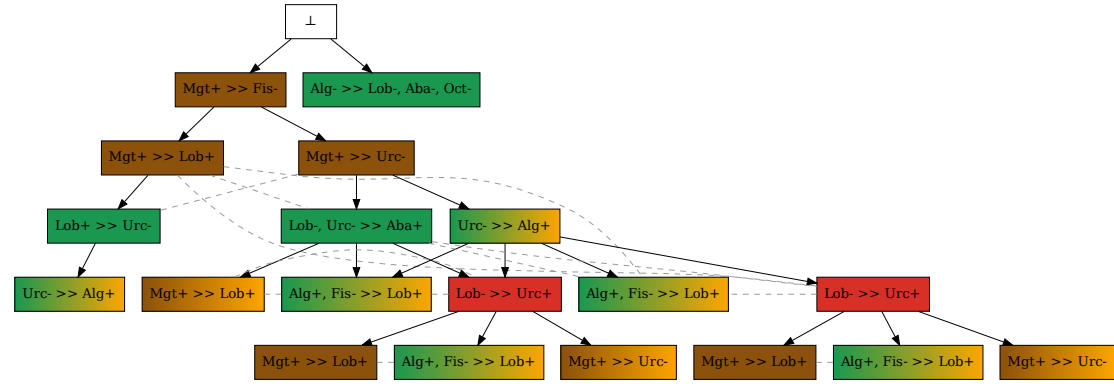 ⊥
Mgt+ >> Fis-
Alg- >> Lob-, Aba-, Oct-
Mgt+ >> Lob+
Mgt+ >> Urc-
Lob+ >> Urc-
Lob-, Urc- >> Aba+
Urc- >> Alg+
Urc- >> Alg+
Mgt+ >> Lob+
Alg+, Fis- >> Lob+
Lob- >> Urc+
Alg+, Fis- >> Lob+
Lob- >> Urc+
Mgt+ >> Lob+
Alg+, Fis- >> Lob+
Mgt+ >> Urc-
Mgt+ >> Lob+
Alg+, Fis- >> Lob+
Mgt+ >> Urc-